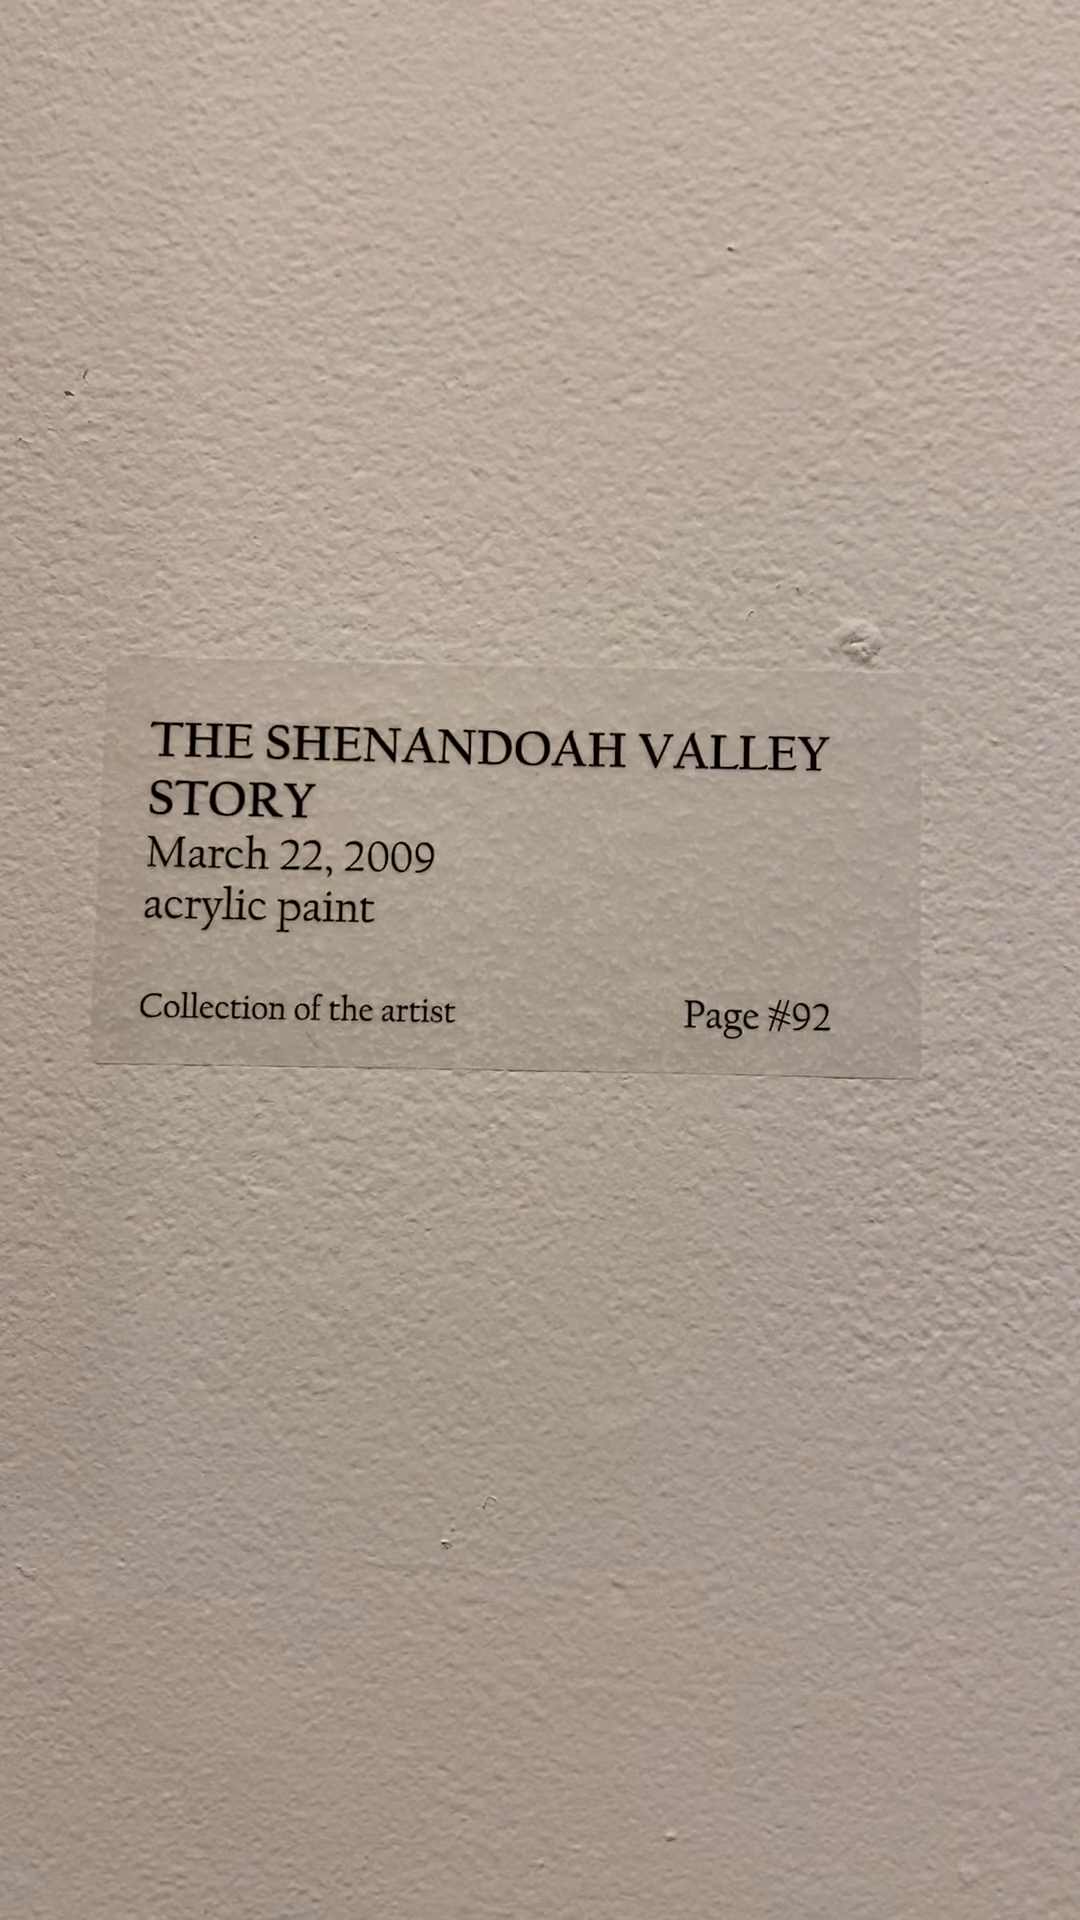 THE SHENANDOAH VALLEY
STORY
March 22, 2009
acrylic paint
Collection of the artist
Page #92